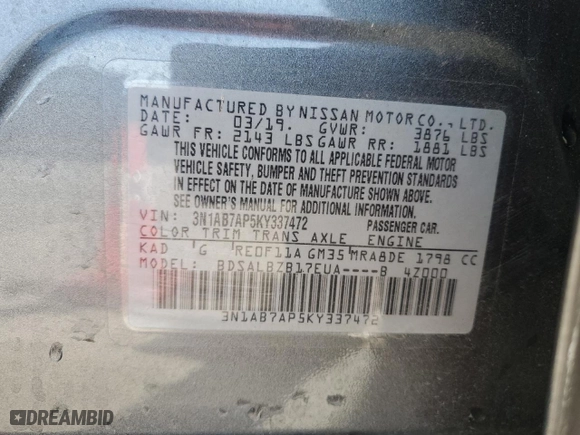 MANUFACTURED BY NISSAN MOTOR CO., LTD.
DATE: 03/19. GVWR: 3876 LBS
GAWR FR: 2143 LBS GAWR RR: 1881 LBS
THIS VEHICLE CONFORMS TO ALL APPLICABLE FEDERAL MOTOR
VEHICLE SAFETY, BUMPER AND THEFT PREVENTION STANDARDS
IN EFFECT ON THE DATE OF MANUFACTURE SHOWN ABOVE.
SEE OWNER'S MANUAL FOR ADDITIONAL INFORMATION
VIN: 3N1AB7AP5KY337472 PASSENGER CAR.
COLOR TRIM TRANS AXLE ENGINE
KAD G RE0F11A GM35 MRA8DE 1798 CC
MODEL: BDSALBZB17EUA----B 4Z000
3N1AB7AP5KY337472
DREAMBID